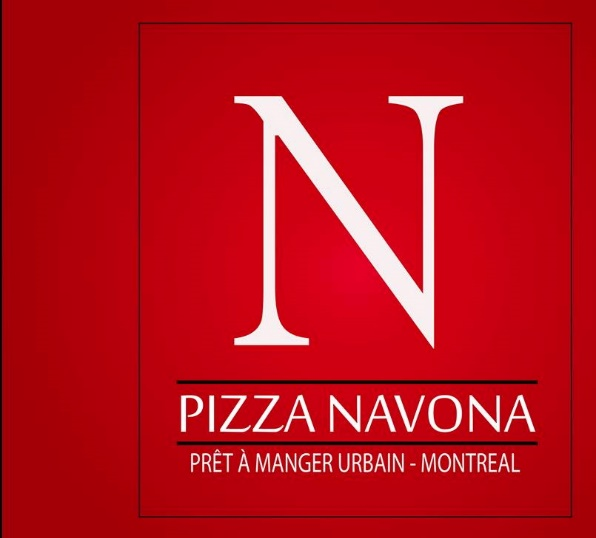 N
PIZZA NAVONA
PRÊT À MANGER URBAIN - MONTREAL